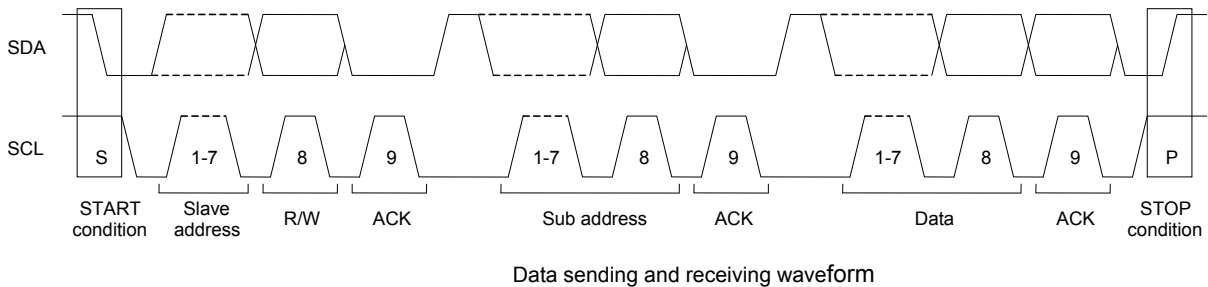 SDA
SCL
S
1-7
8
9
1-7
8
9
1-7
8
9
P
START
condition
Slave
address
R/W
ACK
Sub address
ACK
Data
ACK
STOP
condition
Data sending and receiving waveform